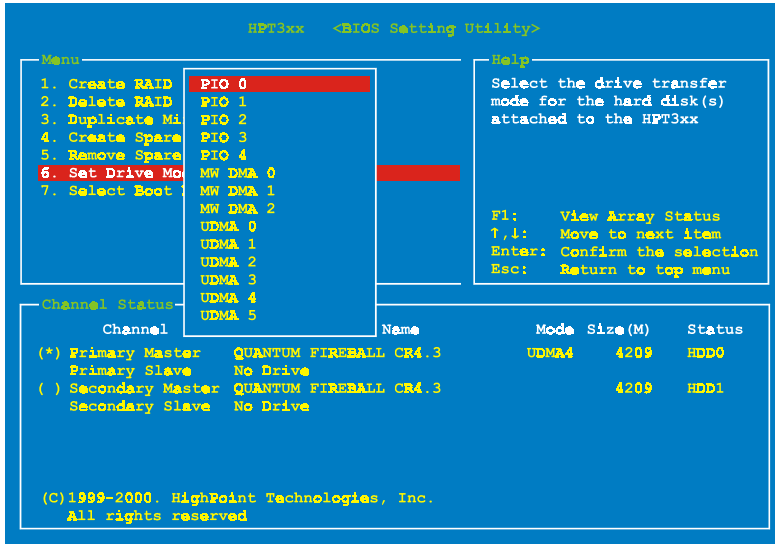 HPT3xx <BIOS Setting Utility>
Menu
1. Create RAID
2. Delete RAID
3. Duplicate Mi
4. Create Spare
5. Remove Spare
6. Set Drive Mo
7. Select Boot
PIO 0
PIO 1
PIO 2
PIO 3
PIO 4
MW DMA 0
MW DMA 1
MW DMA 2
UDMA 0
UDMA 1
UDMA 2
UDMA 3
UDMA 4
UDMA 5
Help
Select the drive transfer
mode for the hard disk(s)
attached to the HPT3xx
F1: View Array Status
↑,↓: Move to next item
Enter: Confirm the selection
Esc: Return to top menu
Channel Status
Channel Name Mode Size(M) Status
(*) Primary Master QUANTUM FIREBALL CR4.3 UDMA4 4209 HDD0
Primary Slave No Drive
( ) Secondary Master QUANTUM FIREBALL CR4.3 4209 HDD1
Secondary Slave No Drive
(C)1999-2000. HighPoint Technologies, Inc.
All rights reserved